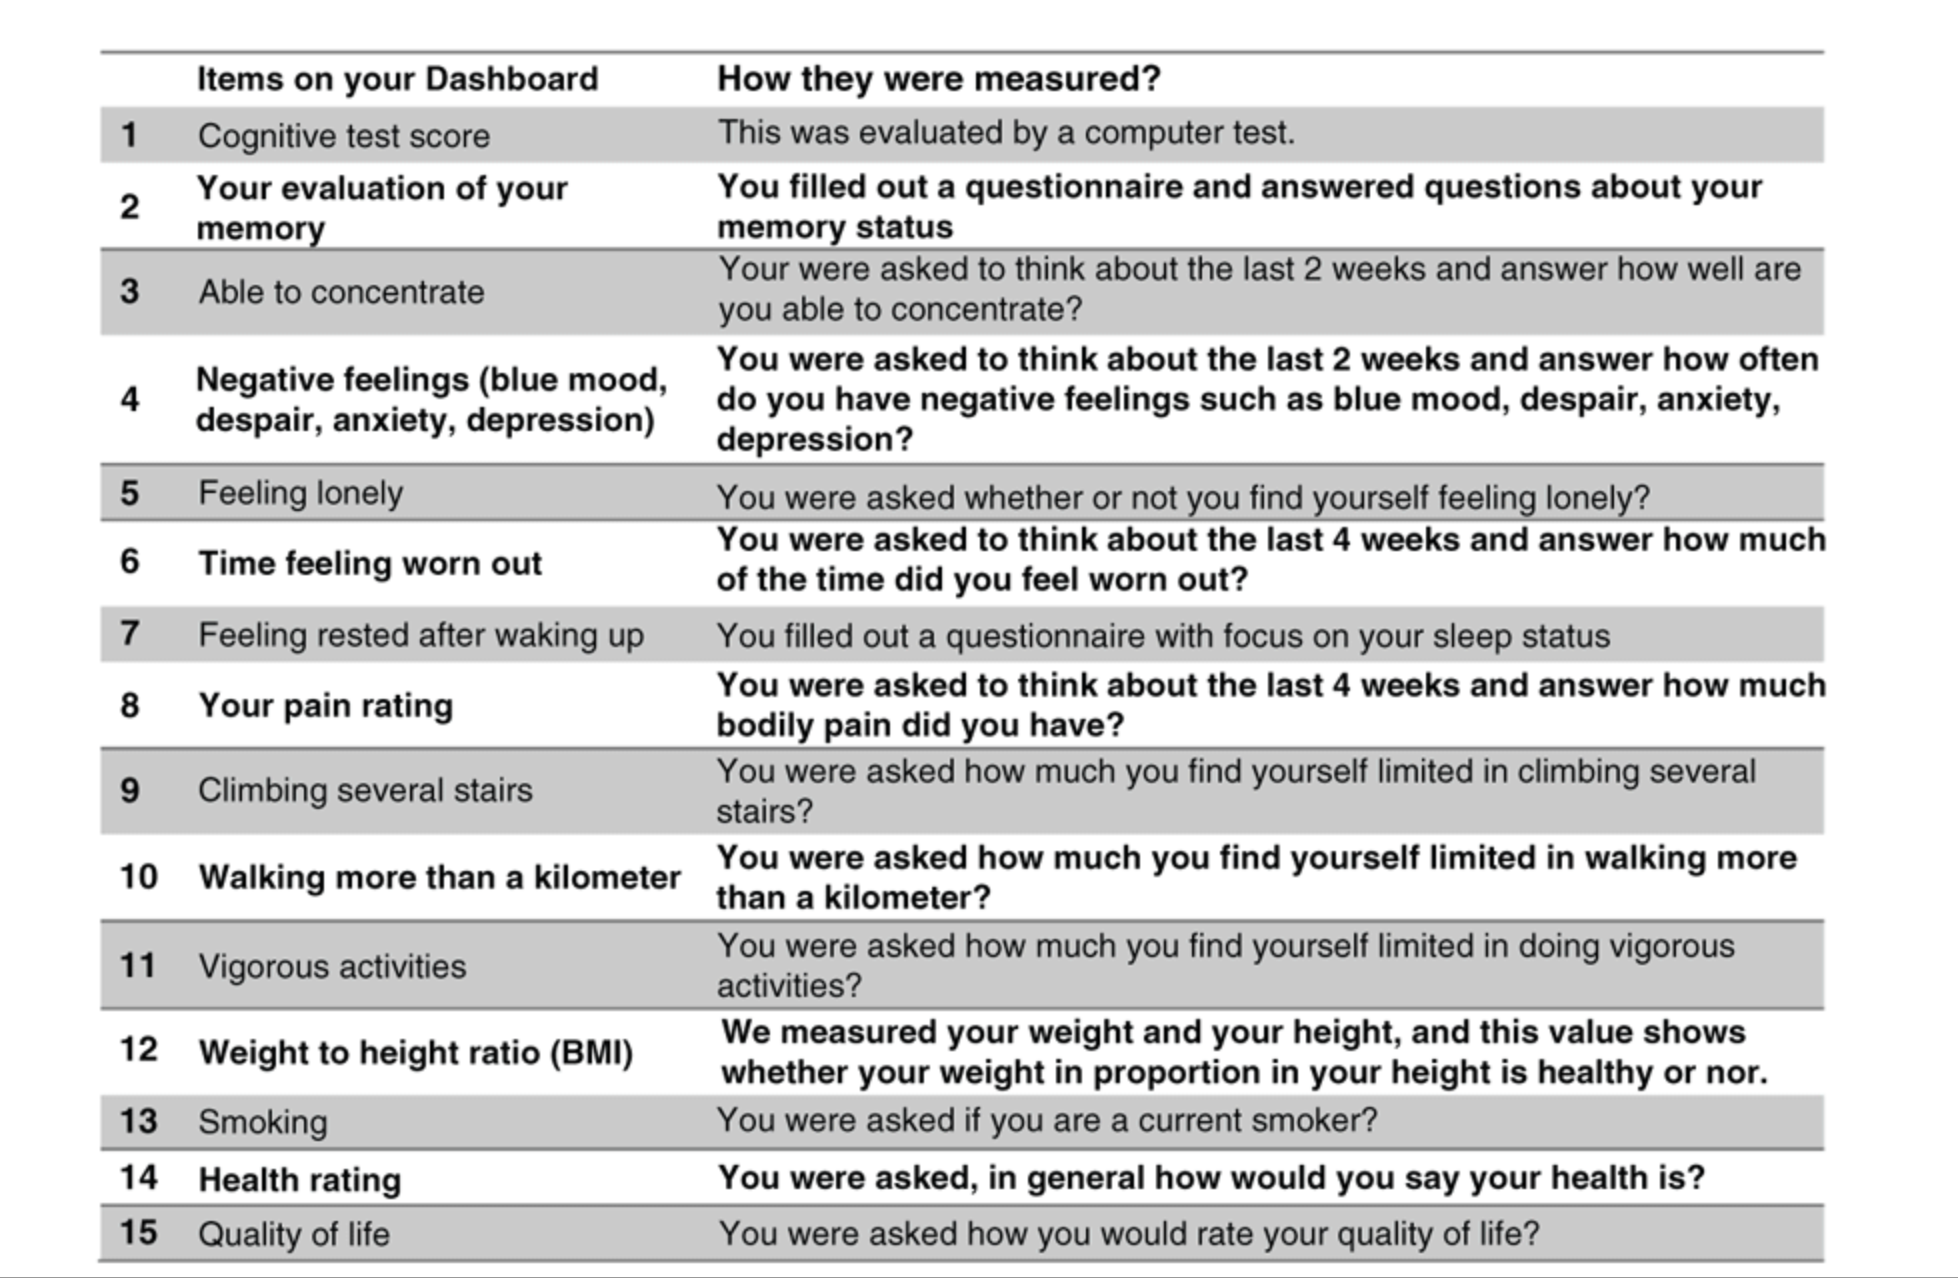 Items on your Dashboard How they were measured?
1 Cognitive test score This was evaluated by a computer test.
2 Your evaluation of your
memory You filled out a questionnaire and answered questions about your
memory status
3 Able to concentrate Your were asked to think about the last 2 weeks and answer how well are
you able to concentrate?
4 Negative feelings (blue mood,
despair, anxiety, depression) You were asked to think about the last 2 weeks and answer how often
do you have negative feelings such as blue mood, despair, anxiety,
depression?
5 Feeling lonely You were asked whether or not you find yourself feeling lonely?
6 Time feeling worn out You were asked to think about the last 4 weeks and answer how much
of the time did you feel worn out?
7 Feeling rested after waking up You filled out a questionnaire with focus on your sleep status
8 Your pain rating You were asked to think about the last 4 weeks and answer how much
bodily pain did you have?
9 Climbing several stairs You were asked how much you find yourself limited in climbing several
stairs?
10 Walking more than a kilometer You were asked how much you find yourself limited in walking more
than a kilometer?
11 Vigorous activities You were asked how much you find yourself limited in doing vigorous
activities?
12 Weight to height ratio (BMI) We measured your weight and your height, and this value shows
whether your weight in proportion in your height is healthy or nor.
13 Smoking You were asked if you are a current smoker?
14 Health rating You were asked, in general how would you say your health is?
15 Quality of life You were asked how you would rate your quality of life?